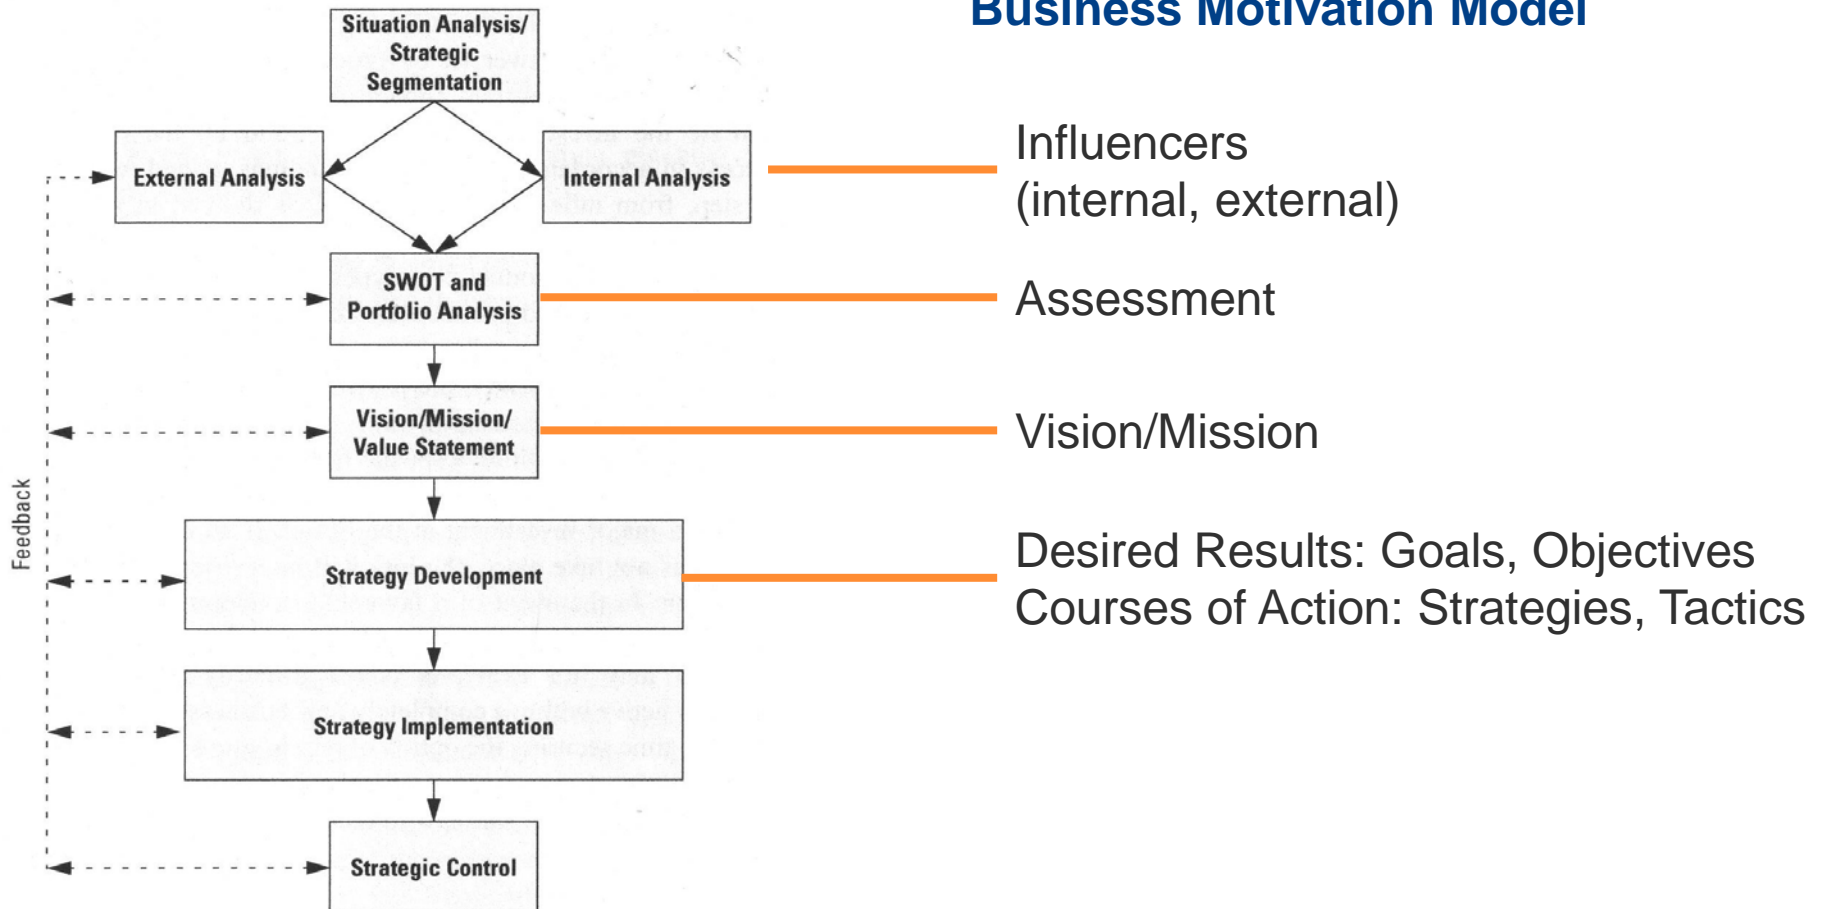 Business Motivation Model
Situation Analysis/
Strategic
Segmentation
External Analysis
Internal Analysis
Influencers
(internal, external)
SWOT and
Portfolio Analysis
Assessment
Vision/Mission/
Value Statement
Vision/Mission
Feedback
Strategy Development
Desired Results: Goals, Objectives
Courses of Action: Strategies, Tactics
Strategy Implementation
Strategic Control